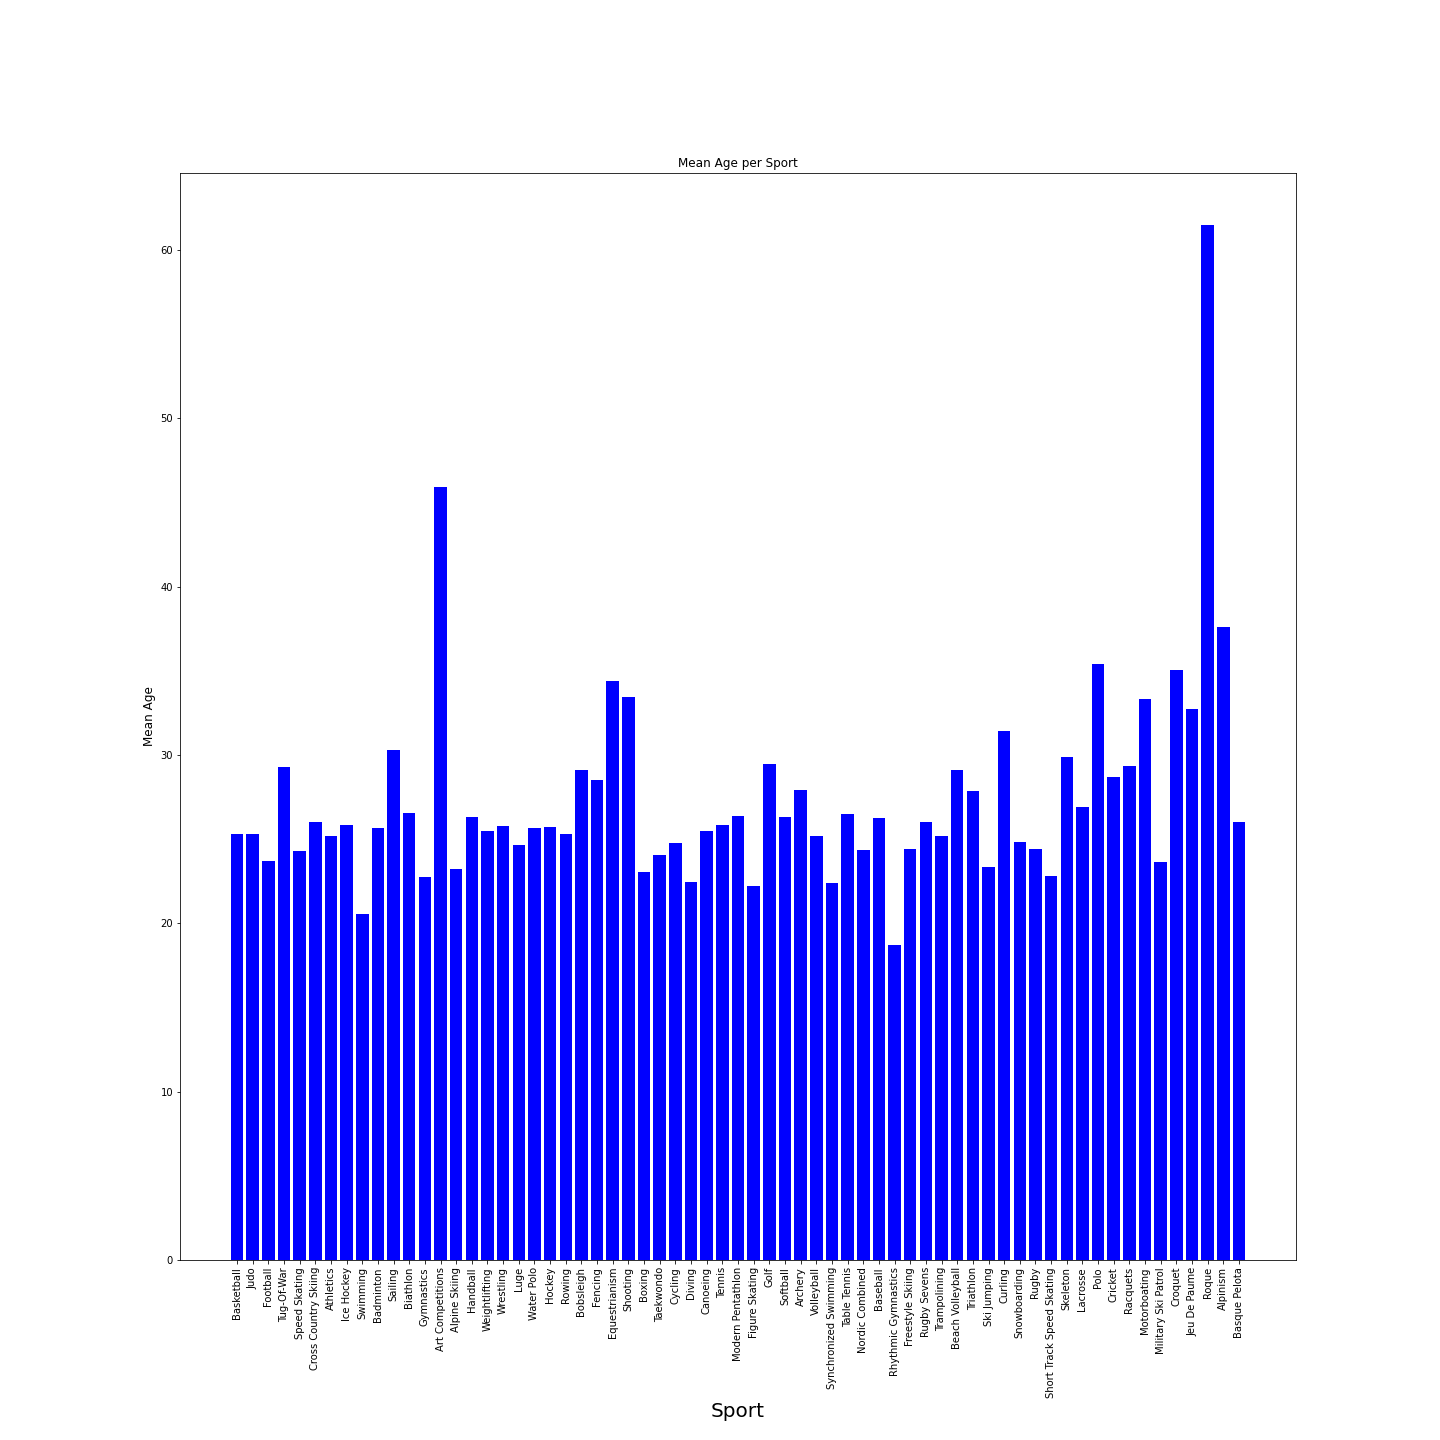 Mean Age per Sport
Mean Age
60
50
40
30
20
10
0
Basketball
Judo
Football
Tug-Of-War
Speed Skating
Cross Country Skiing
Athletics
Ice Hockey
Swimming
Badminton
Sailing
Biathlon
Gymnastics
Art Competitions
Alpine Skiing
Handball
Weightlifting
Wrestling
Luge
Water Polo
Hockey
Rowing
Bobsleigh
Fencing
Equestrianism
Shooting
Boxing
Taekwondo
Cycling
Diving
Canoeing
Tennis
Modern Pentathlon
Figure Skating
Golf
Softball
Archery
Volleyball
Synchronized Swimming
Table Tennis
Nordic Combined
Baseball
Rhythmic Gymnastics
Freestyle Skiing
Rugby Sevens
Trampolining
Beach Volleyball
Triathlon
Ski Jumping
Curling
Snowboarding
Rugby
Short Track Speed Skating
Skeleton
Lacrosse
Polo
Cricket
Racquets
Motorboating
Military Ski Patrol
Croquet
Jeu De Paume
Roque
Alpinism
Basque Pelota
Sport